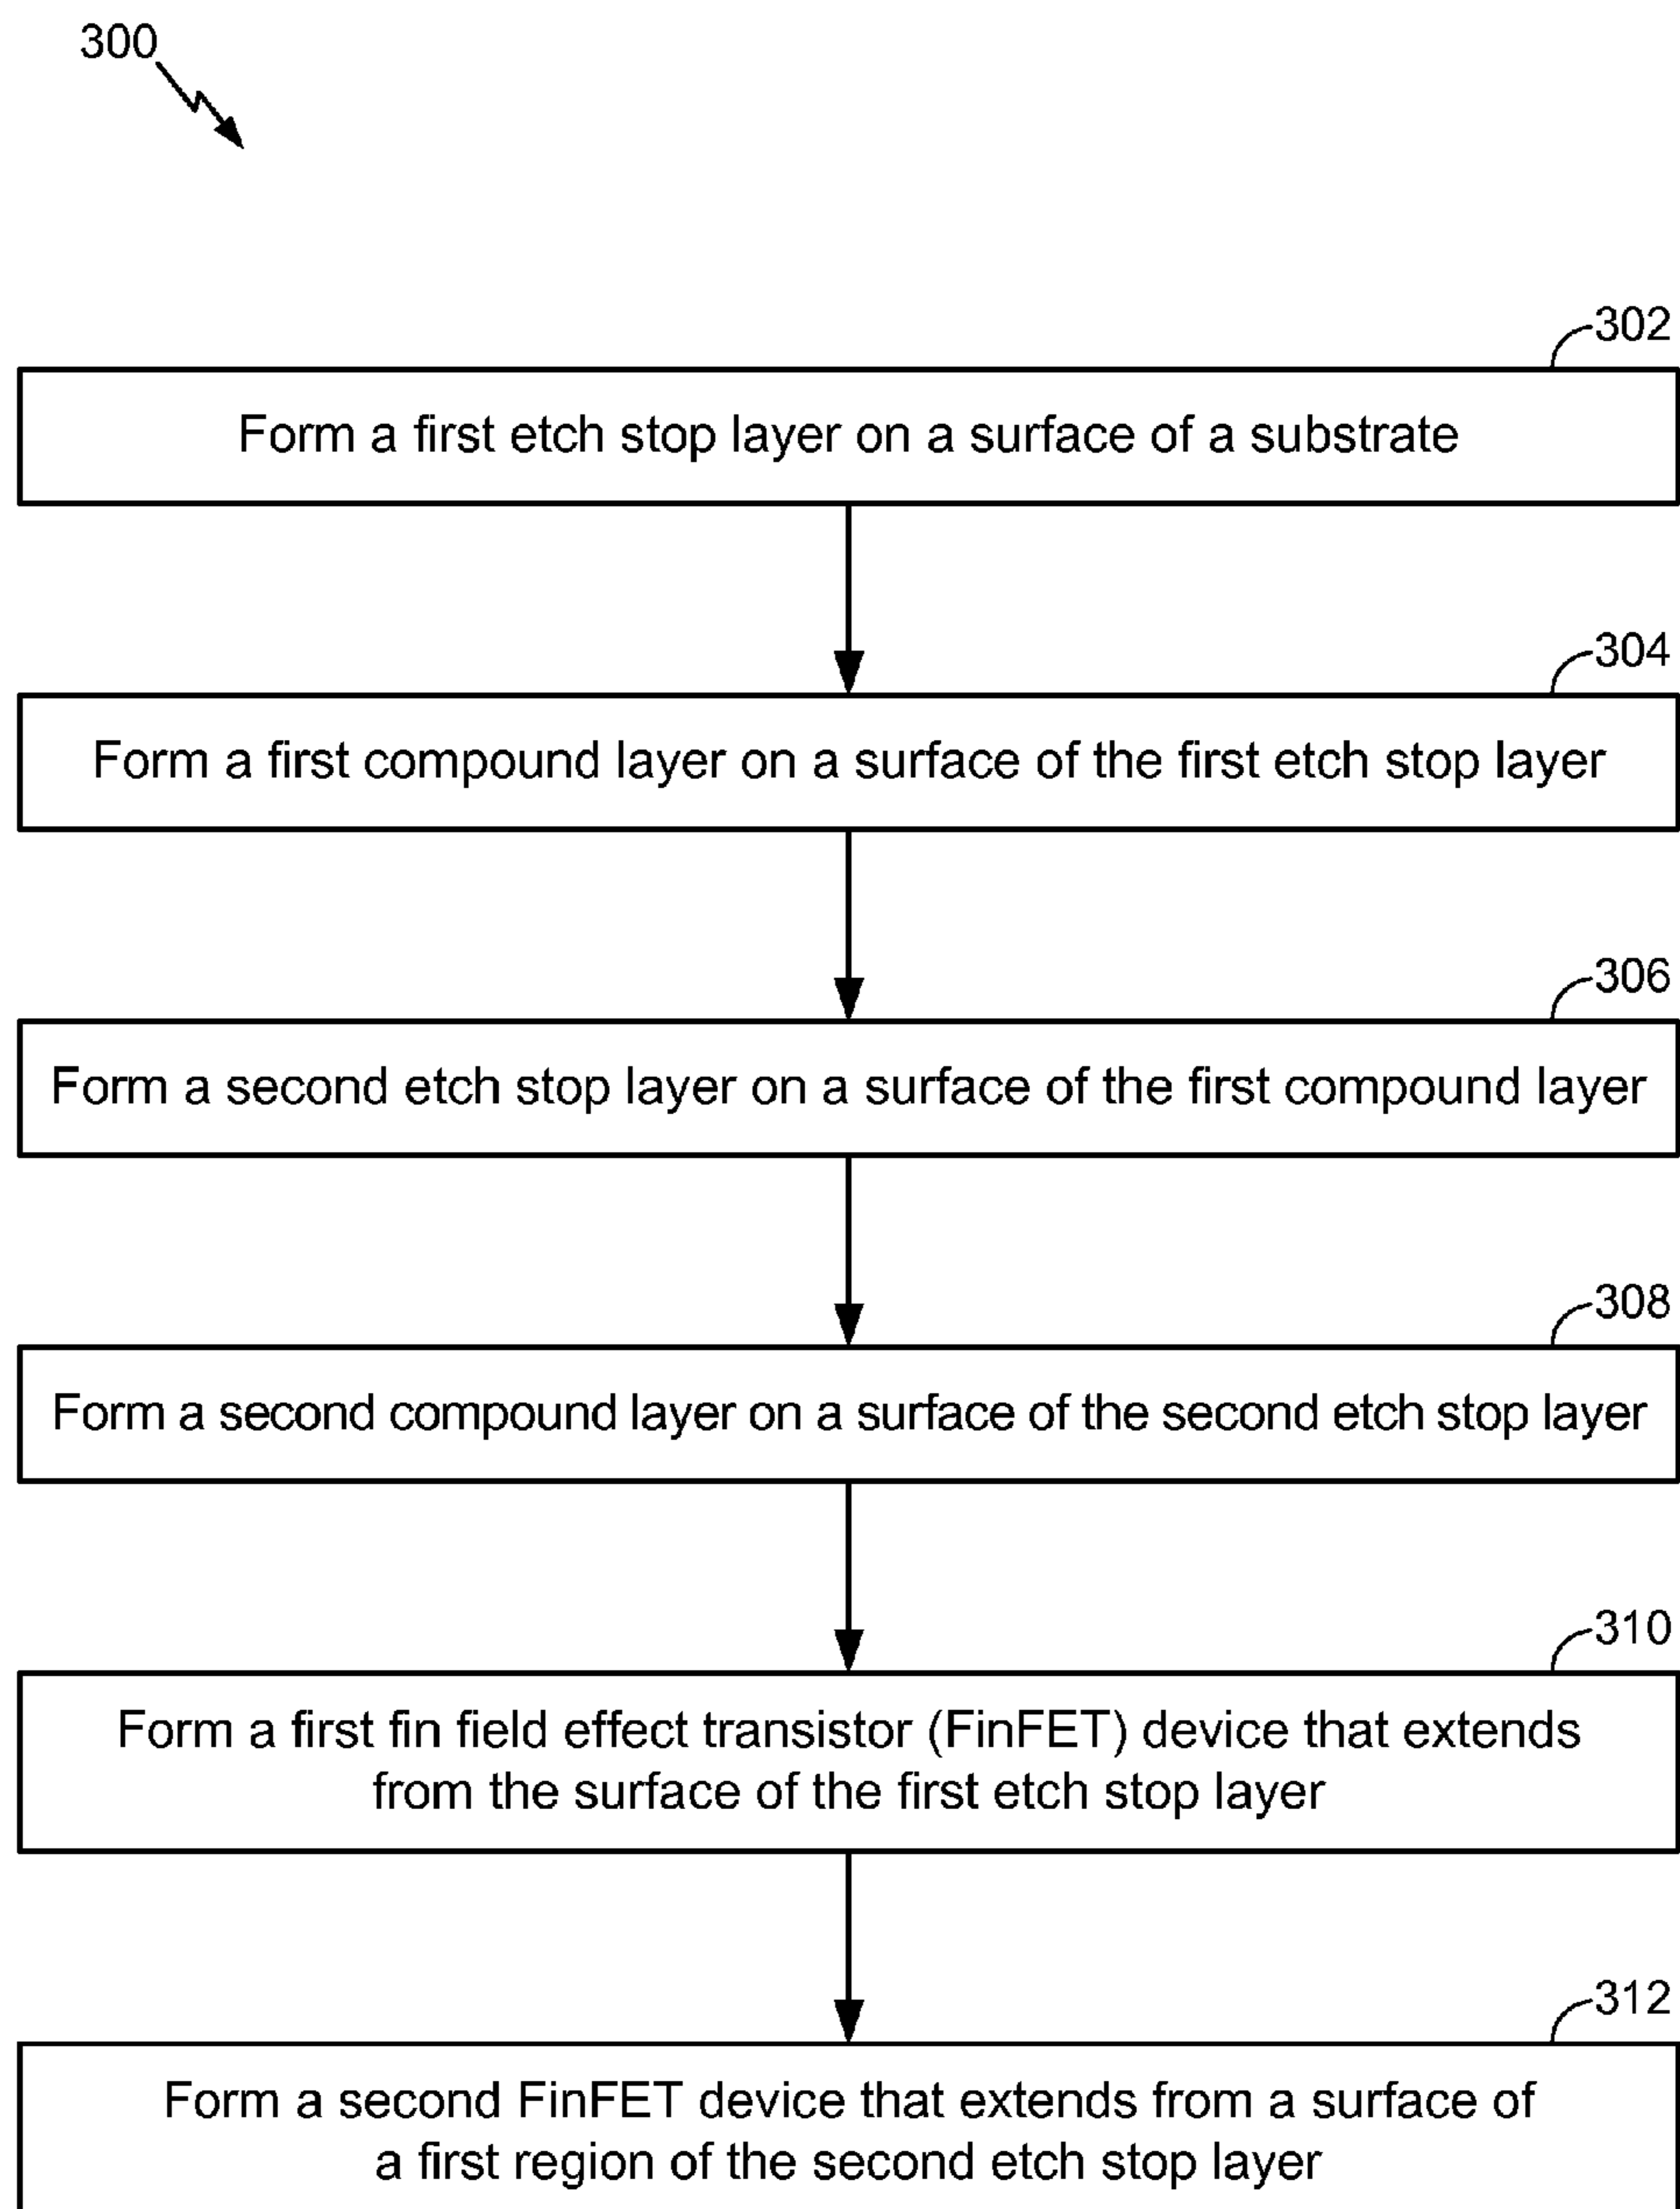 300
302
Form a first etch stop layer on a surface of a substrate
304
Form a first compound layer on a surface of the first etch stop layer
306
Form a second etch stop layer on a surface of the first compound layer
308
Form a second compound layer on a surface of the second etch stop layer
310
Form a first fin field effect transistor (FinFET) device that extends
from the surface of the first etch stop layer
312
Form a second FinFET device that extends from a surface of
a first region of the second etch stop layer